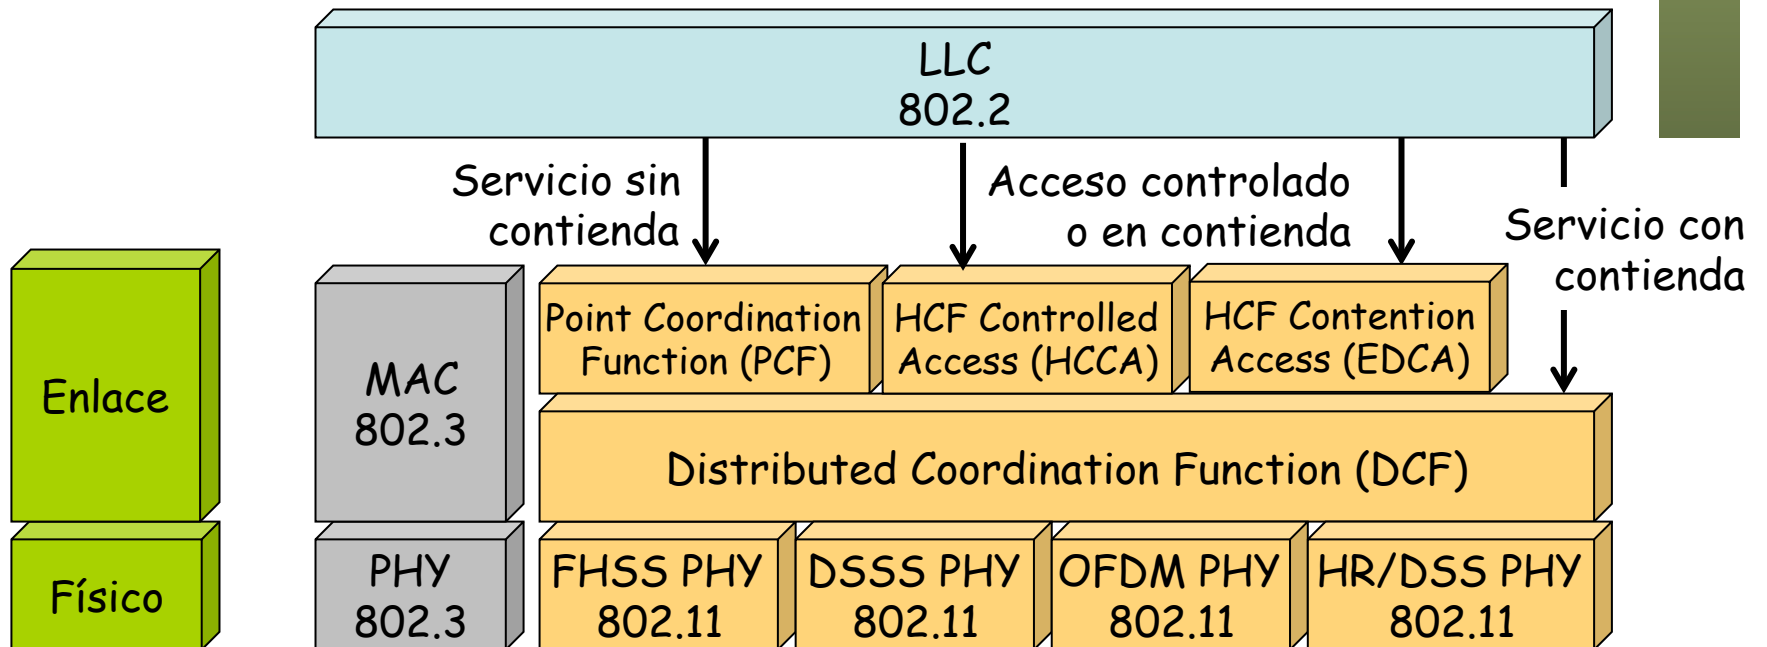 LLC
802.2
Servicio sin
contienda
Acceso controlado
o en contienda
Servicio con
contienda
Enlace
MAC
802.3
Point Coordination
Function (PCF)
HCF Controlled
Access (HCCA)
HCF Contention
Access (EDCA)
Distributed Coordination Function (DCF)
Físico
PHY
802.3
FHSS PHY
802.11
DSSS PHY
802.11
OFDM PHY
802.11
HR/DSS PHY
802.11